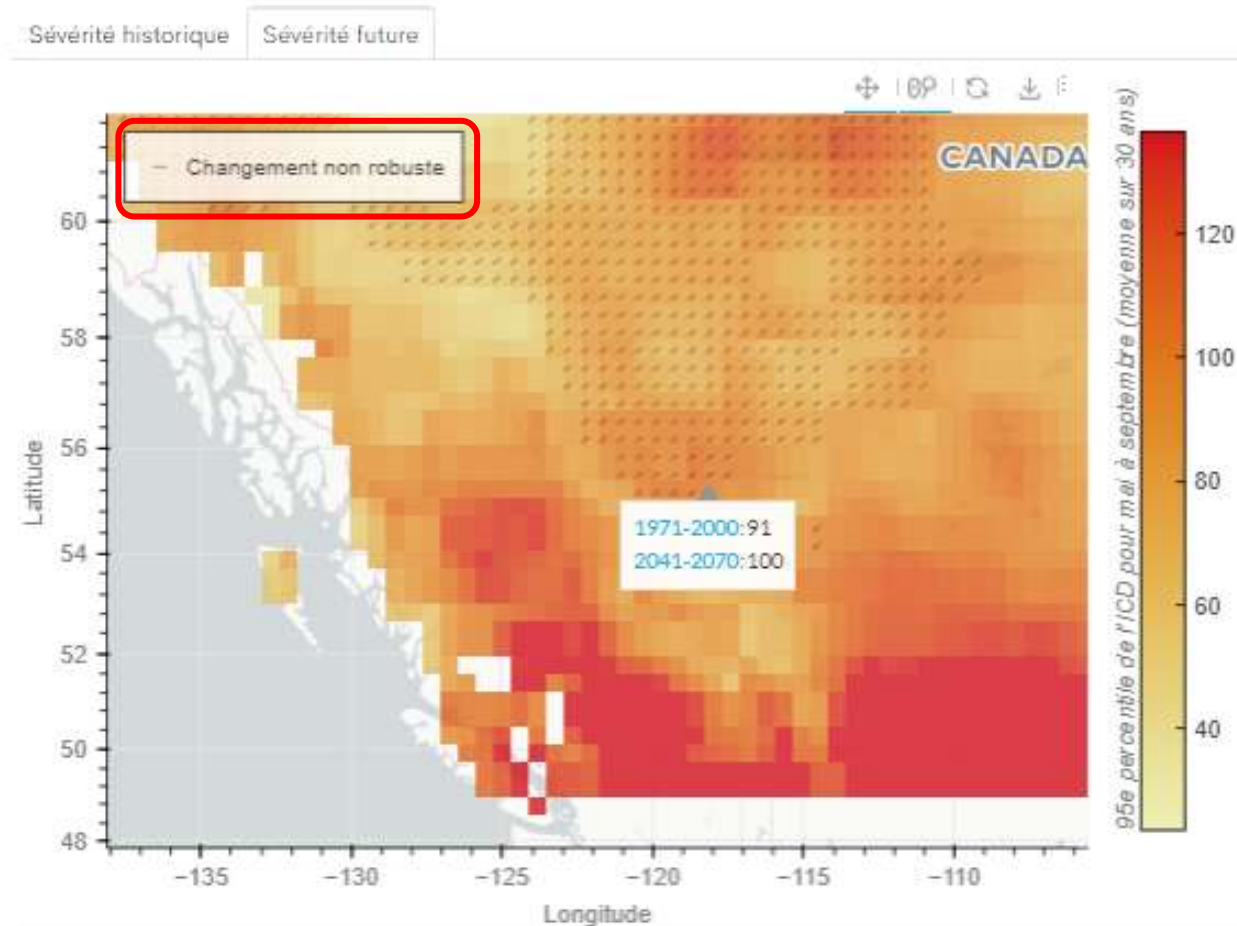 Sévérité historique
Sévérité future
– Changement non robuste
CANADA
1971-2000:91
2041-2070:100
60
58
56
54
52
50
48
Latitude
−135
−130
−125
−120
−115
−110
Longitude
120
100
80
60
40
95e percentile de l'ICD pour mai à septembre (moyenne sur 30 ans)